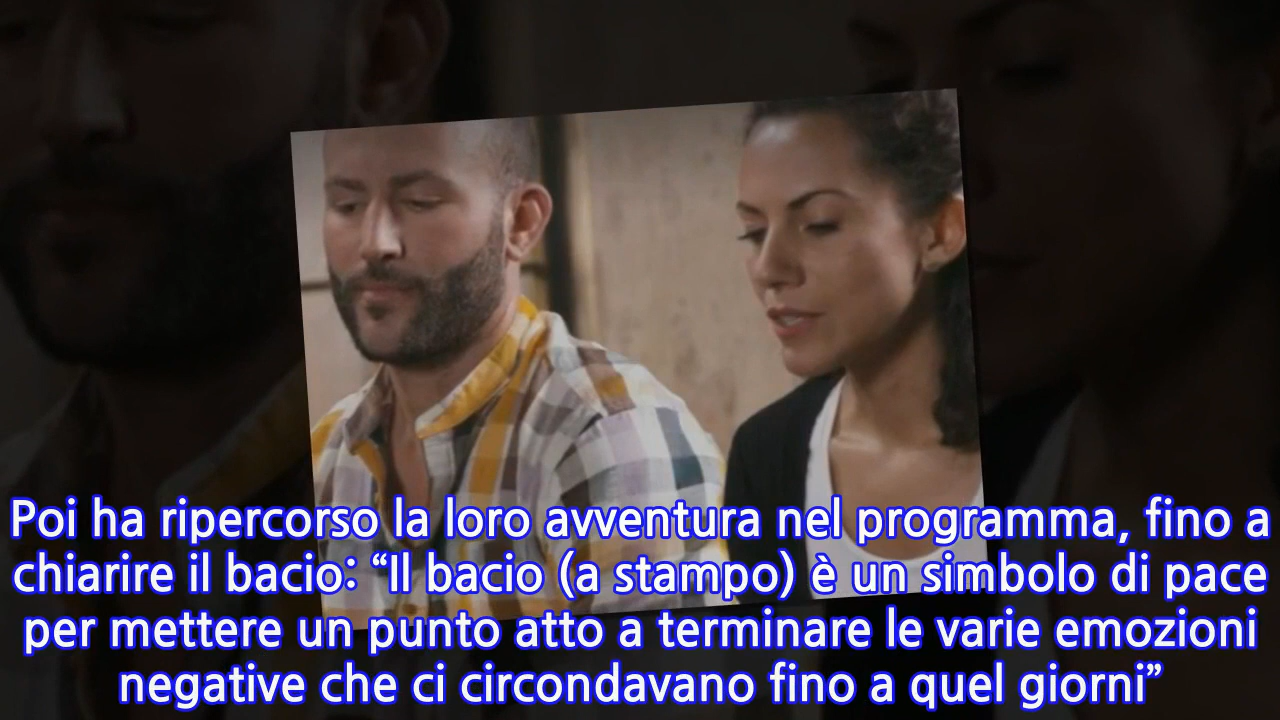 Poi ha ripercorso la loro avventura nel programma, fino a
chiarire il bacio: “Il bacio (a stampo) è un simbolo di pace
per mettere un punto atto a terminare le varie emozioni
negative che ci circondavano fino a quel giorni”